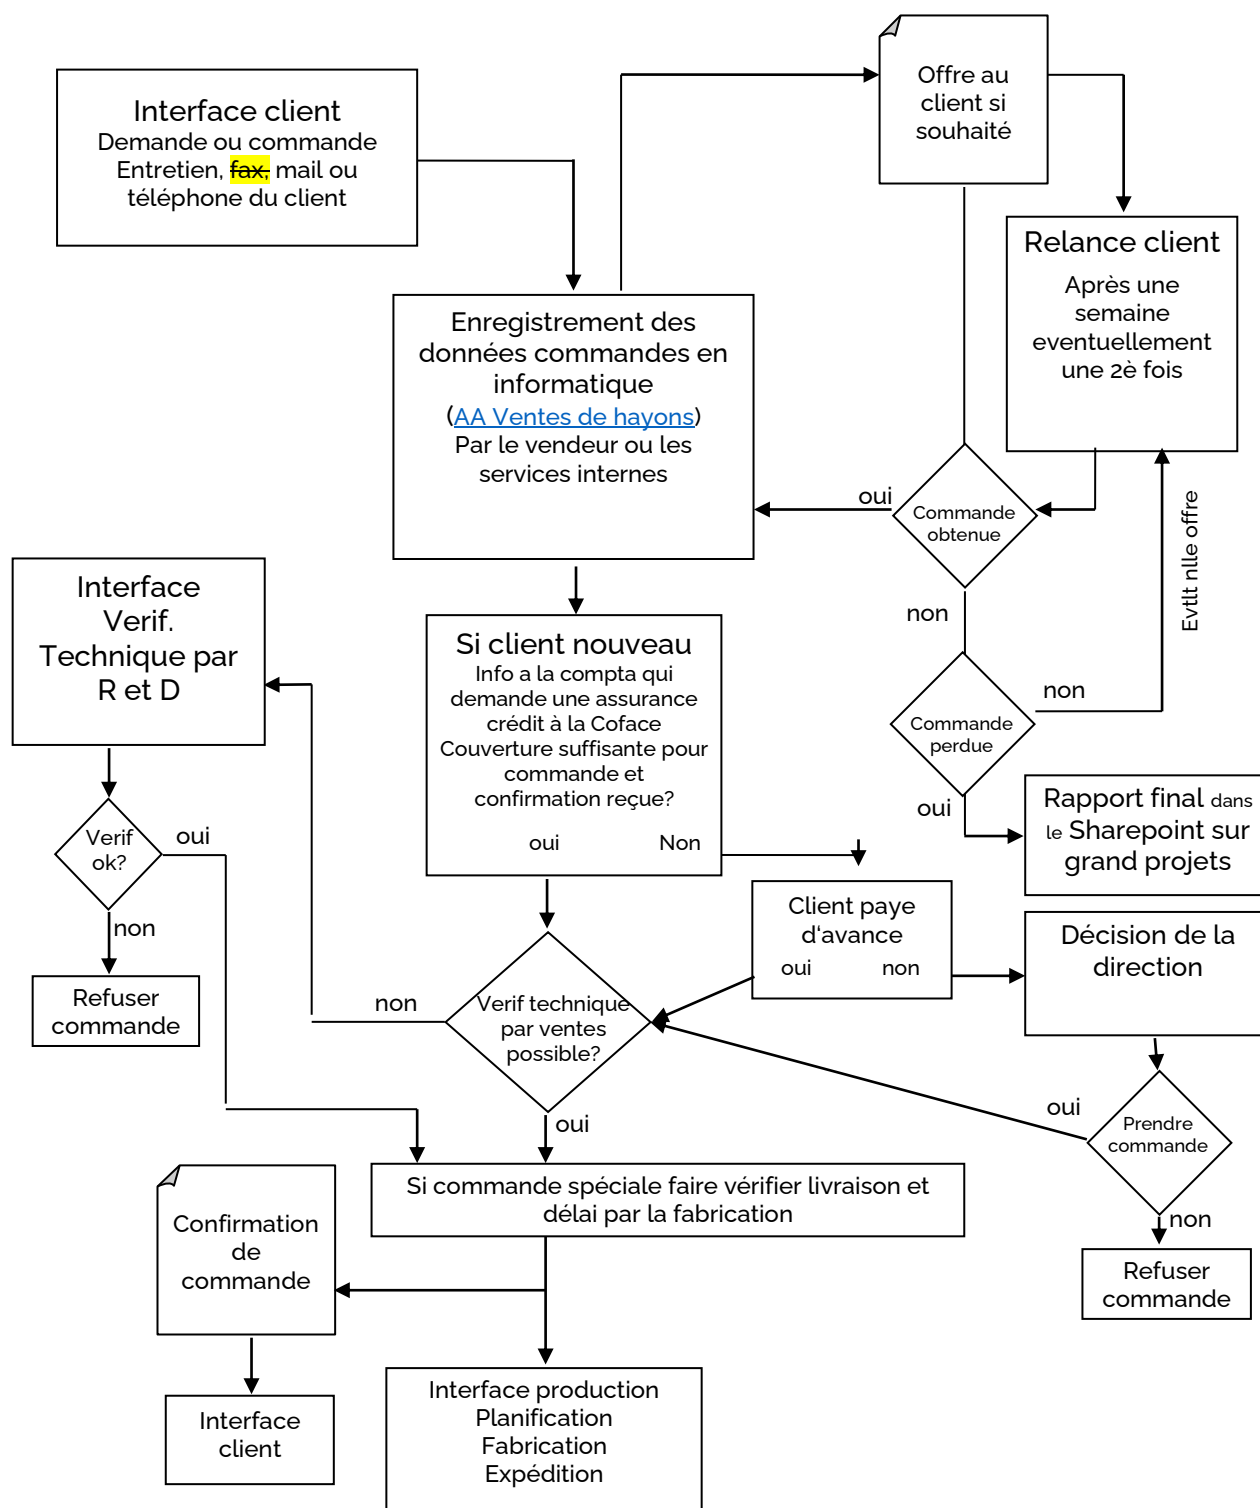 Offre au
client si
souhaité
Interface client
Demande ou commande
Entretien, fax, mail ou
téléphone du client
Relance client
Après une
semaine
eventuellement
une 2è fois
Enregistrement des
données commandes en
informatique
(AA Ventes de hayons)
Par le vendeur ou les
services internes
oui
Commande
obtenue
Evtlt nlle offre
non
Interface
Verif.
Technique par
R et D
Si client nouveau
Info a la compta qui
demande une assurance
crédit à la Coface
Couverture suffisante pour
commande et
confirmation reçue?
oui Non
non
Commande
perdue
oui
Rapport final dans
le Sharepoint sur
grand projets
Verif
ok?
oui
non
Refuser
commande
Client paye
d‘avance
oui non
Décision de la
direction
non
Verif technique
par ventes
possible?
oui
oui
Prendre
commande
non
Refuser
commande
Si commande spéciale faire vérifier livraison et
délai par la fabrication
Confirmation
de
commande
Interface
client
Interface production
Planification
Fabrication
Expédition